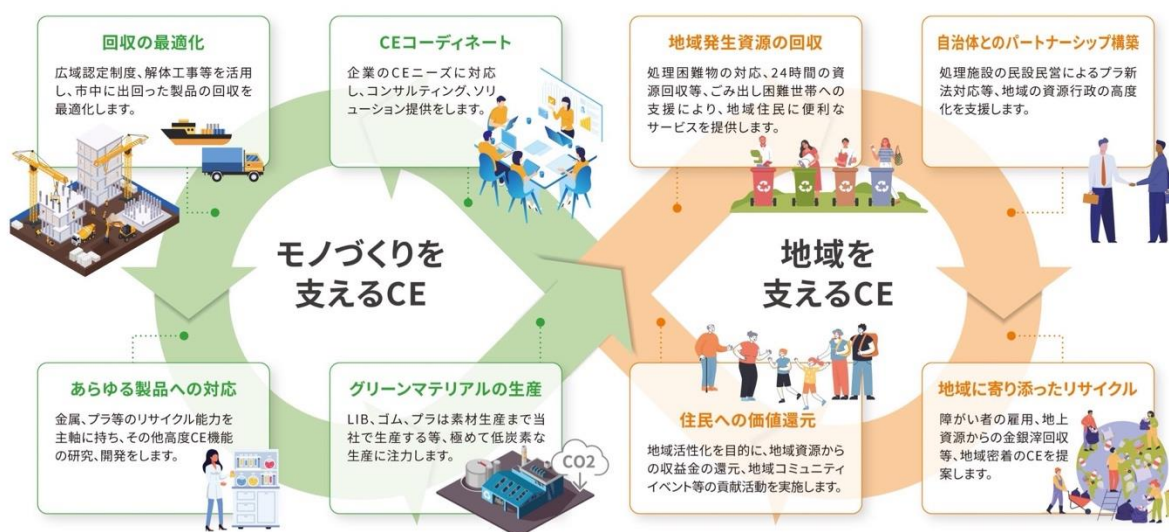 回収の最適化
広域認定制度、解体工事等を活用
し、市中に出回った製品の回収を
最適化します。
CEコーディネート
企業のCEニーズに対応
し、コンサルティング、ソリ
ューション提供をします。
地域発生資源の回収
処理困難物の対応、24時間の資
源回収等、ごみ出し困難世帯への
支援により、地域住民に便利な
サービスを提供します。
自治体とのパートナーシップ構築
処理施設の民設民営によるプラ新
法対応等、地域の資源行政の高度
化を支援します。
モノづくりを
支えるCE
地域を
支えるCE
あらゆる製品への対応
金属、プラ等のリサイクル能力を
主軸に持ち、その他高度CE機能
の研究、開発をします。
グリーンマテリアルの生産
LIB、ゴム、プラは素材生産まで当
社で生産する等、極めて低炭素な
生産に注力します。
CO2
住民への価値還元
地域活性化を目的に、地域資源から
の収益金の還元、地域コミュニティ
イベント等の貢献活動を実施します。
地域に寄り添ったリサイクル
障がい者の雇用、地上
資源からの金銀滓回収
等、地域密着のCEを提
案します。